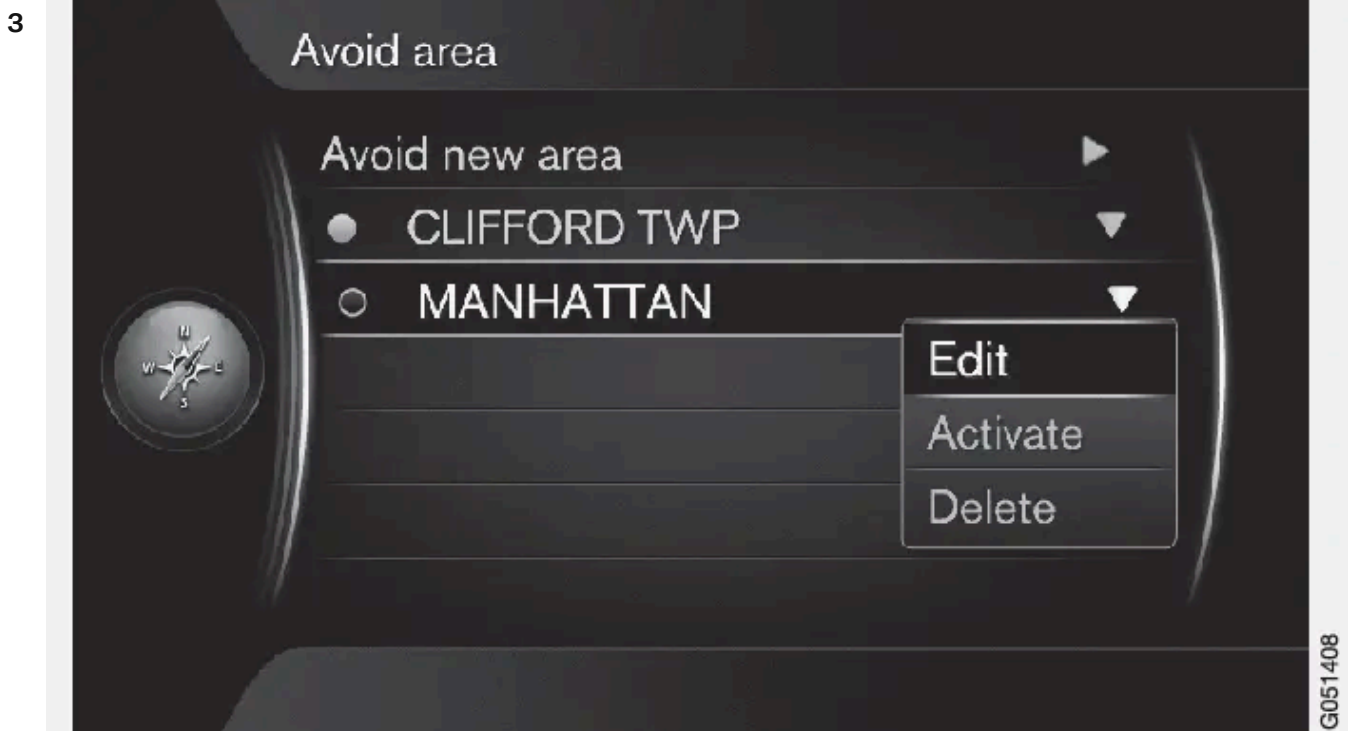 3
Avoid area
Avoid new area
CLIFFORD TWP
MANHATTAN
Edit
Activate
Delete
N
W E
S
G051408